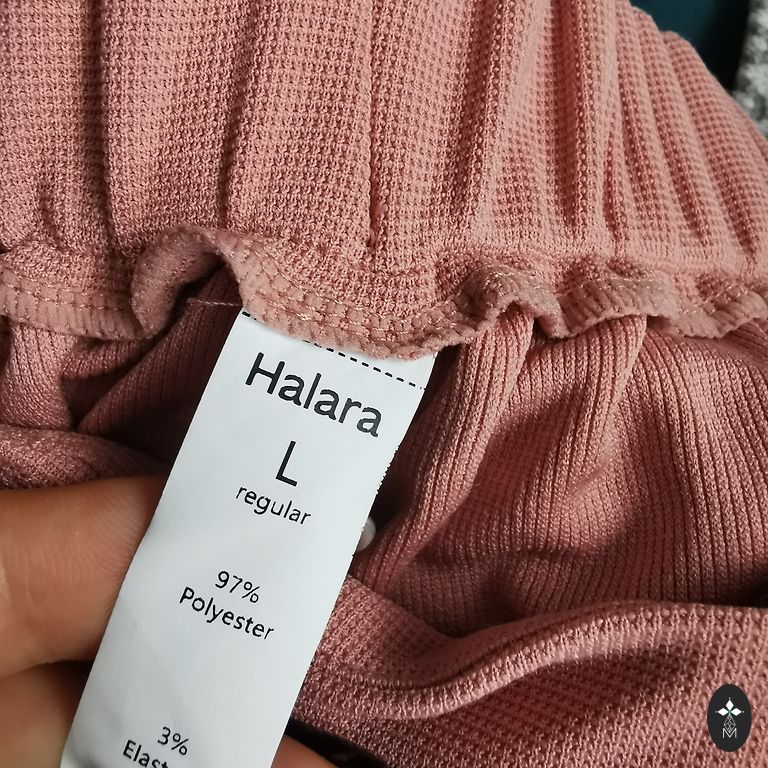 Halara
L
regular
97%
Polyester
3%
M